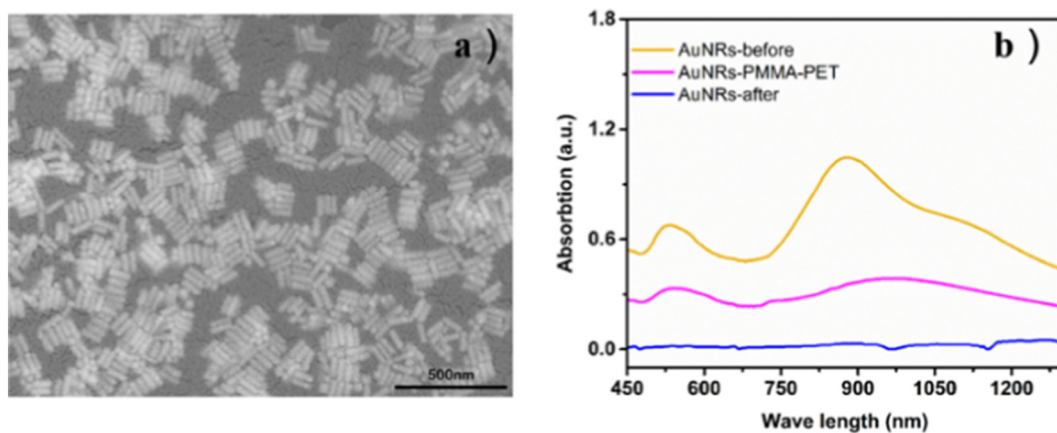 a )
500nm
b )
AuNRs-before
AuNRs-PMMA-PET
AuNRs-after
Absorbtion (a.u.)
1.8
1.2
0.6
0.0
450 600 750 900 1050 1200
Wave length (nm)